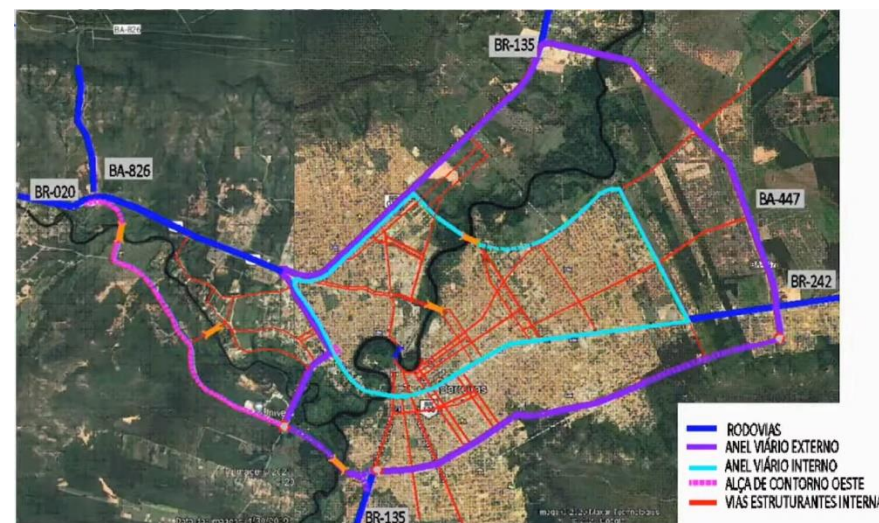 BA-826
BR-135
BA-826
BR-020
BA-447
BR-242
BR-135
RODOVIAS
ANEL VIÁRIO EXTERNO
ANEL VIÁRIO INTERNO
ALÇA DE CONTORNO OESTE
VIAS ESTRUTURANTES INTERNA